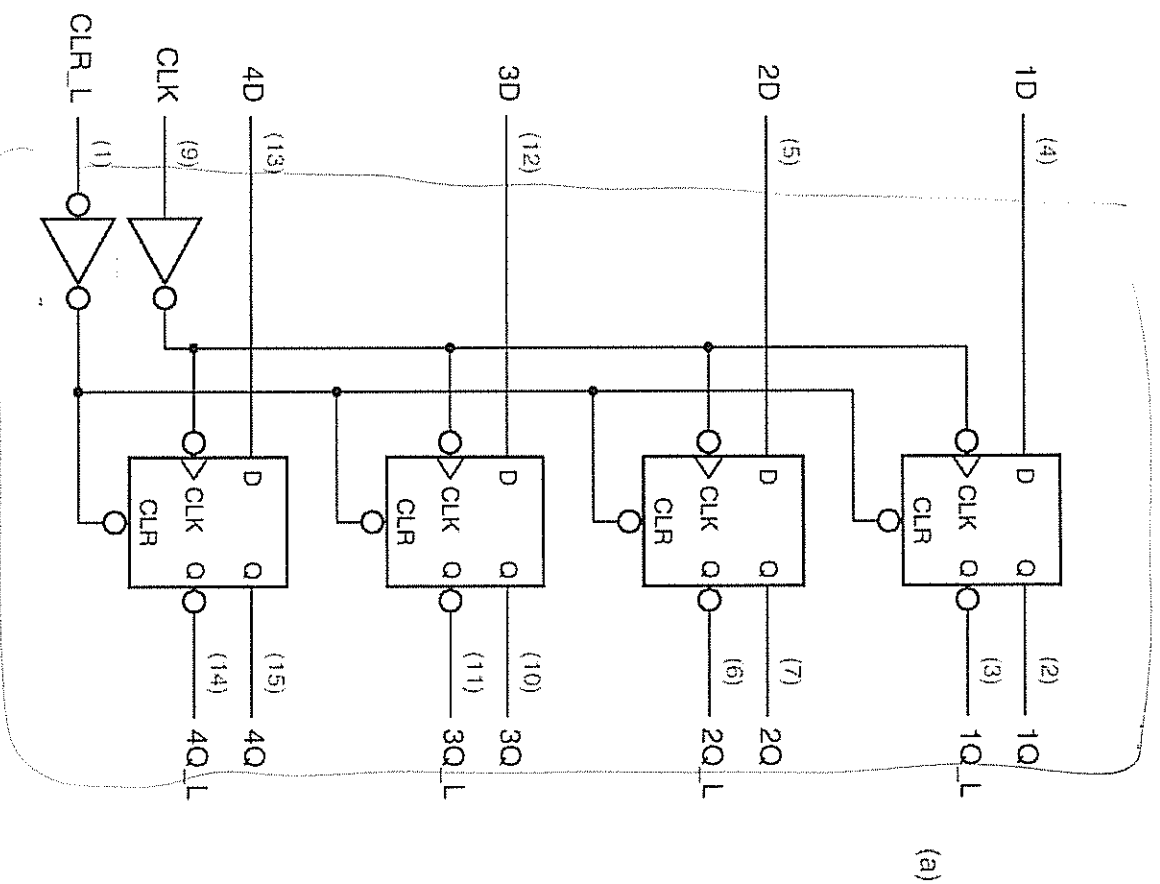 1D
(4)
D
CLK
CLR
Q
Q
(2)
1Q
(3)
1Q_L
2D
(5)
D
CLK
CLR
Q
Q
(7)
2Q
(6)
2Q_L
3D
(12)
D
CLK
CLR
Q
Q
(10)
3Q
(11)
3Q_L
4D
(13)
D
CLK
CLR
Q
Q
(15)
4Q
(14)
4Q_L
CLK
(9)
CLR_L
(1)
(a)